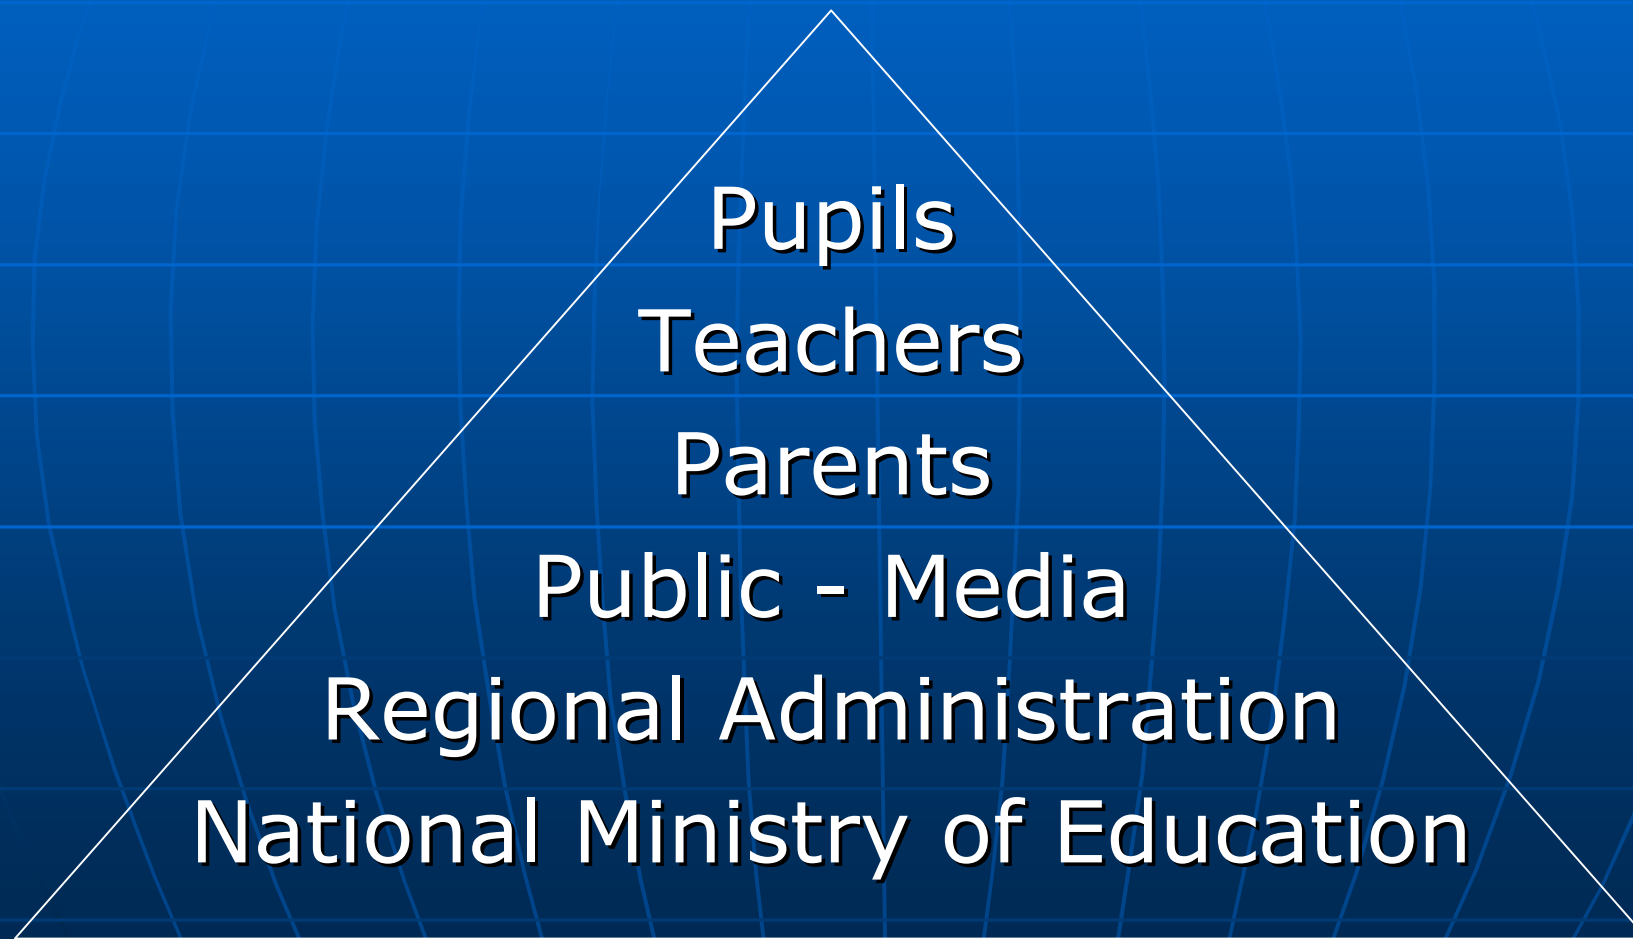 Pupils
Teachers
Parents
Public - Media
Regional Administration
National Ministry of Education